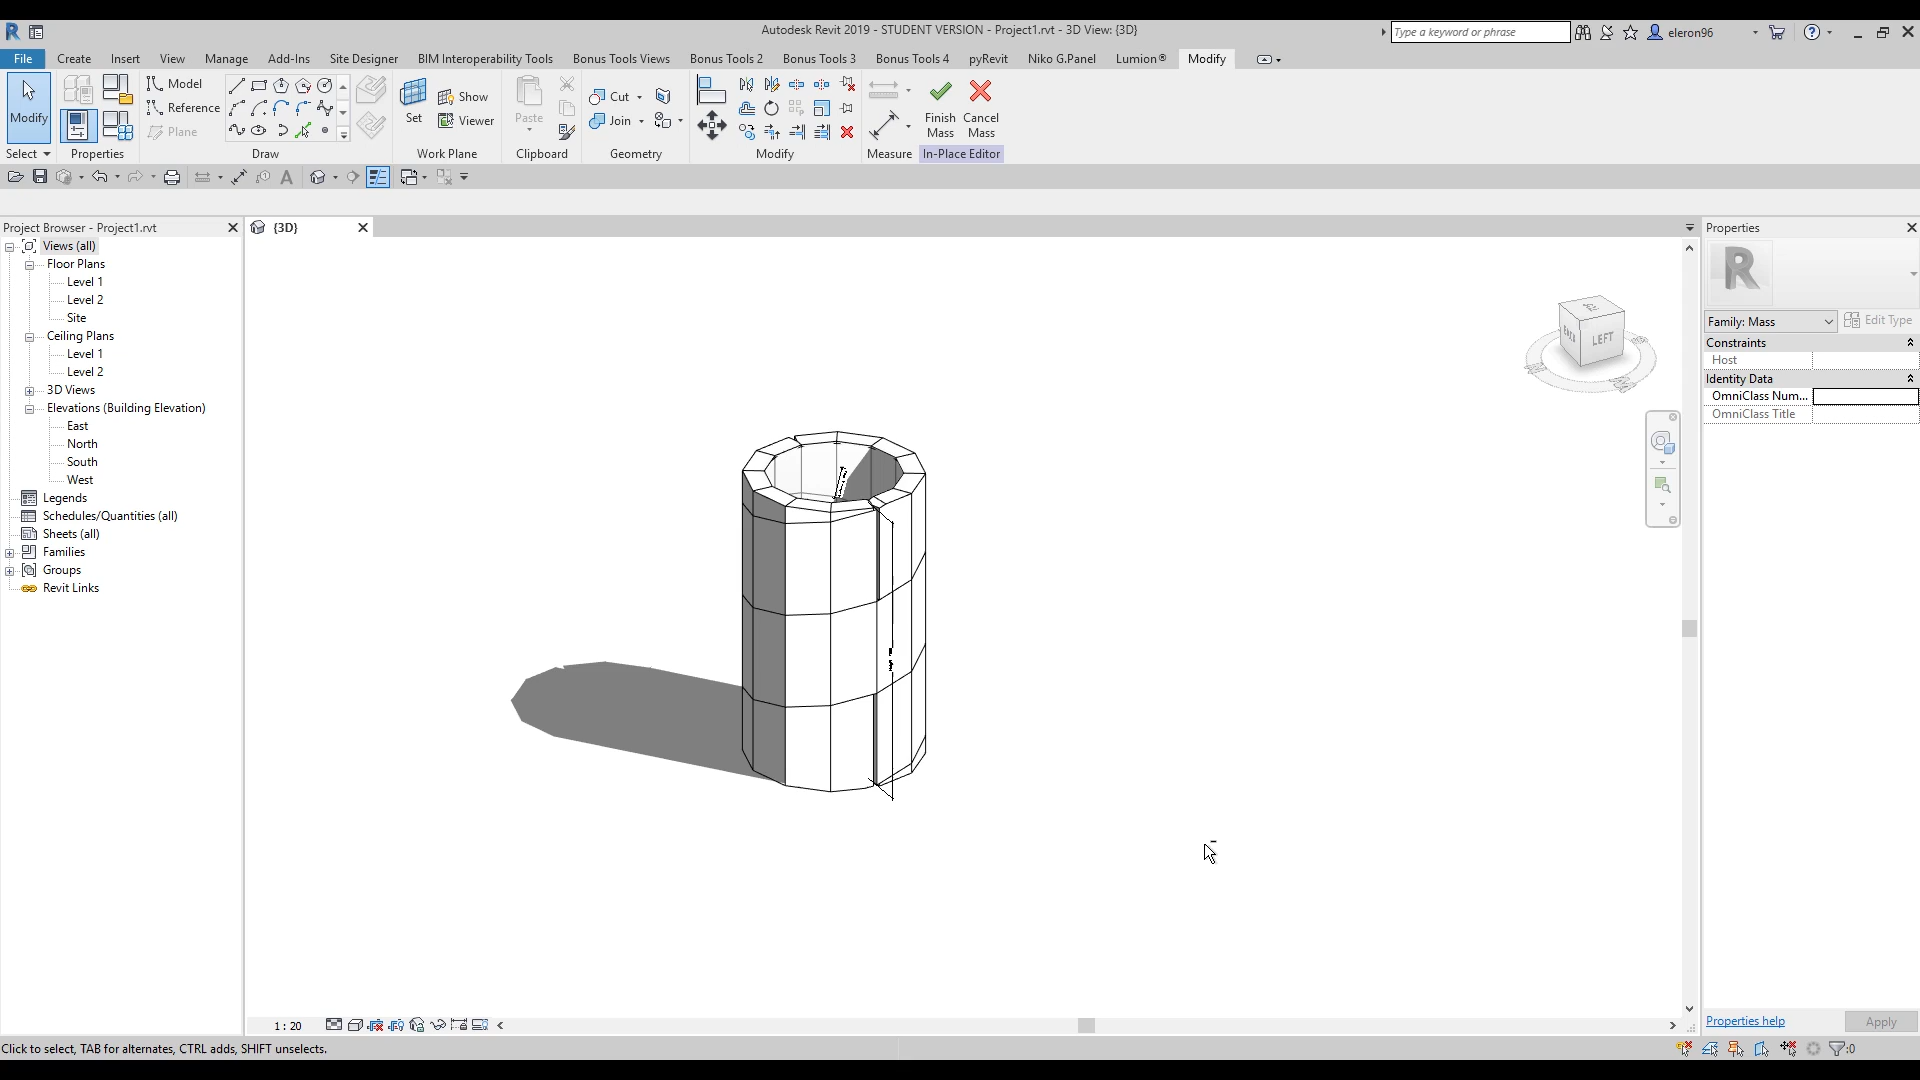 Autodesk Revit 2019 - STUDENT VERSION - Project1.rvt - 3D View: {3D}
Type a keyword or phrase
eleron96
File Create Insert View Manage Add-Ins Site Designer BIM Interoperability Tools Bonus Tools Views Bonus Tools 2 Bonus Tools 3 Bonus Tools 4 pyRevit Niko G.Panel Lumion® Modify
Modify
Model
Reference
Plane
Set
Show
Viewer
Paste
Cut
Join
Finish Mass
Cancel Mass
Select Properties Draw Work Plane Clipboard Geometry Modify Measure In-Place Editor
Project Browser - Project1.rvt
{3D}
Properties
Views (all)
Floor Plans
Level 1
Level 2
Site
Ceiling Plans
Level 1
Level 2
3D Views
Elevations (Building Elevation)
East
North
South
West
Legends
Schedules/Quantities (all)
Sheets (all)
Families
Groups
Revit Links
LEFT
BACK
Family: Mass
Edit Type
Constraints
Host
Identity Data
OmniClass Num...
OmniClass Title
1 : 20
Properties help
Apply
Click to select, TAB for alternates, CTRL adds, SHIFT unselects.
:0